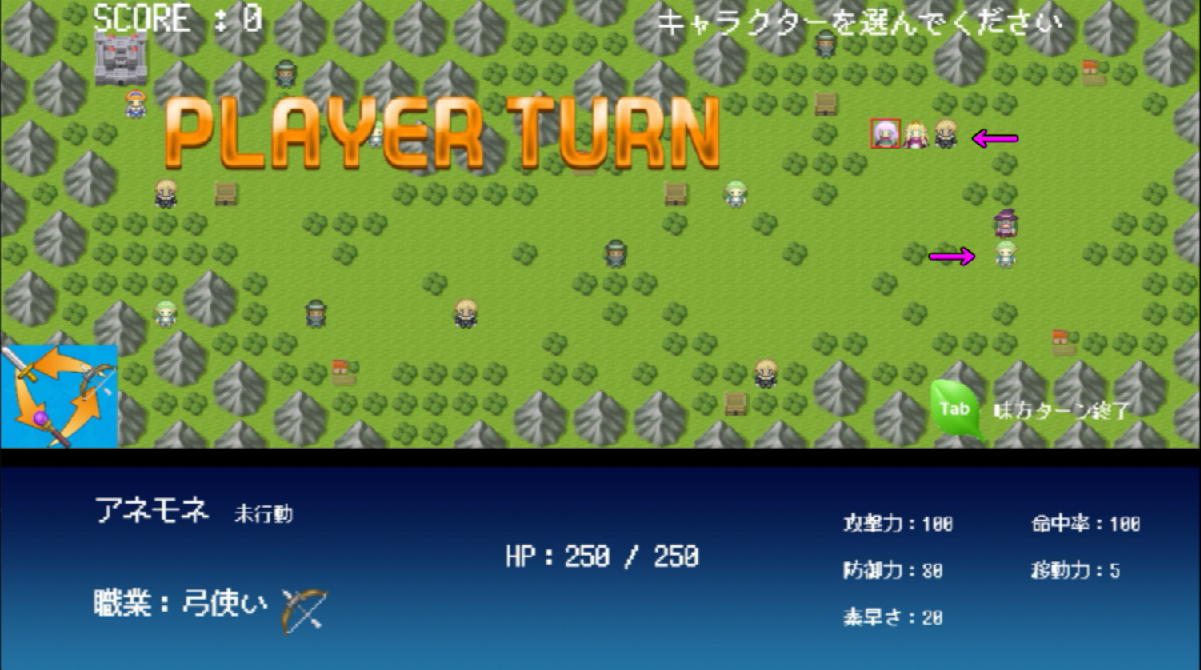 SCORE : 0
キャラクターを選んでください
PLAYER TURN
Tab 味方ターン終了
アネモネ 未行動
HP : 250 / 250
職業 : 弓使い
攻撃力 : 100 命中率 : 100
防御力 : 80 移動力 : 5
素早さ : 20